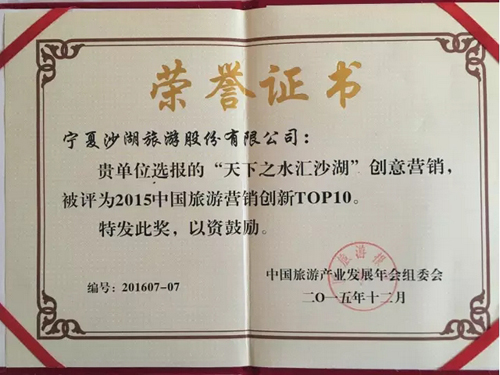 荣誉证书
宁夏沙湖旅游股份有限公司：
贵单位选报的“天下之水汇沙湖”创意营销，
被评为2015中国旅游营销创新TOP10。
特发此奖，以资鼓励。
中国旅游产业发展年会组委会
编号：201607-07
二〇一五年十二月